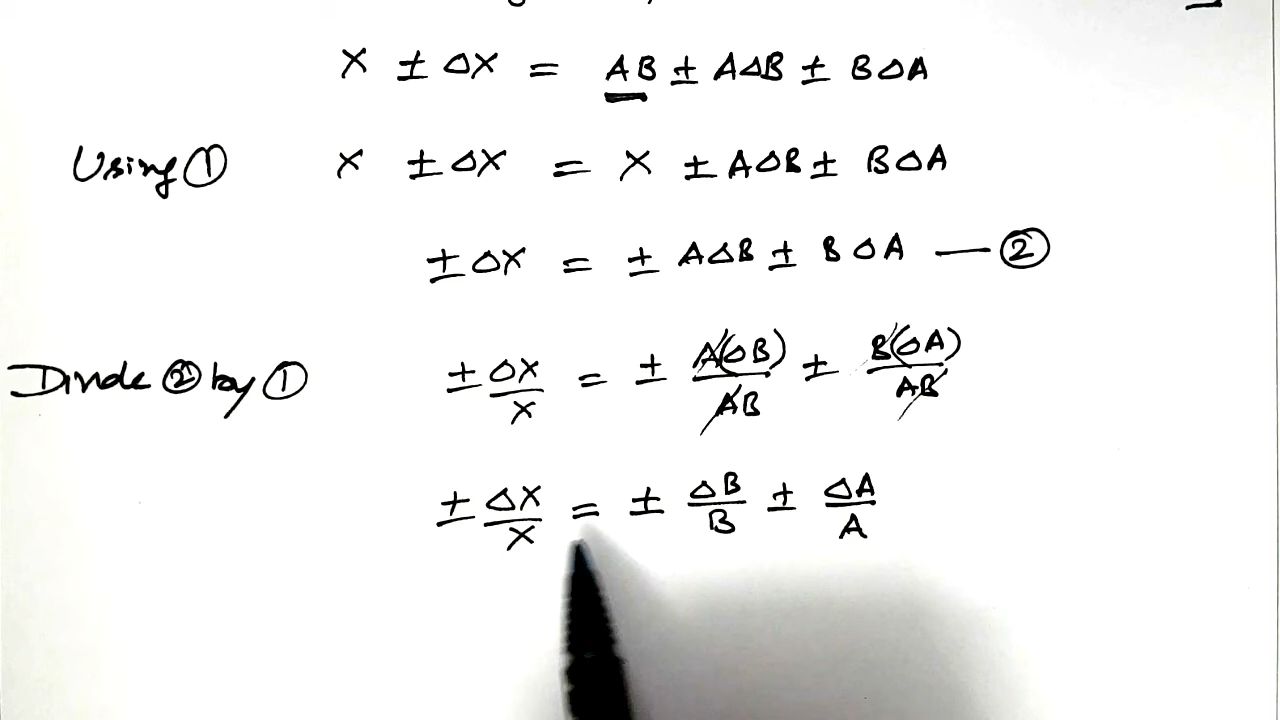 X ± ΔX = AB ± AΔB ± BΔA
Using ① X ± ΔX = X ± AΔB ± BΔA
± ΔX = ± AΔB ± BΔA — ②
Divide ② by ① ± ΔX/X = ± A(ΔB)/AB ± B(ΔA)/AB
± ΔX/X = ± ΔB/B ± ΔA/A